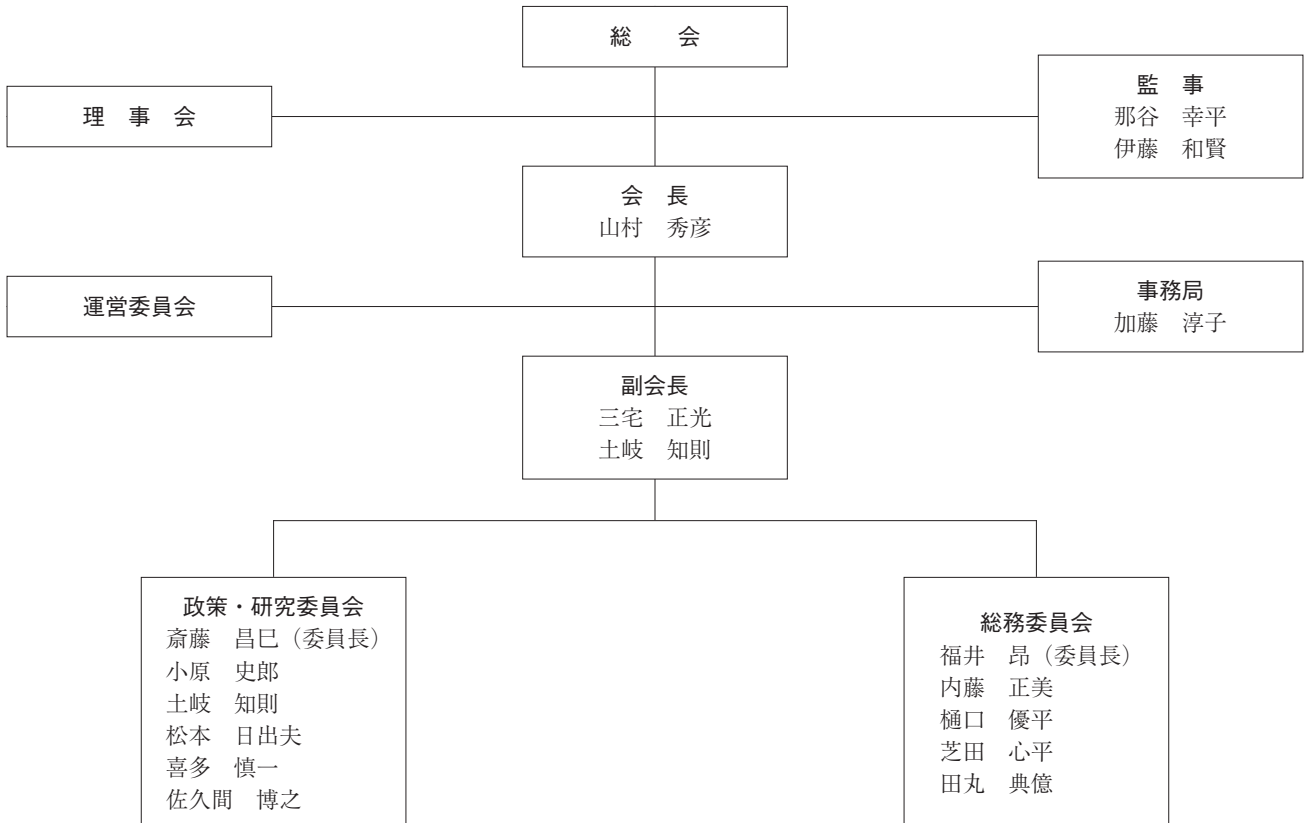 総　会
理　事　会
監　事
那谷　幸平
伊藤　和賢
会　長
山村　秀彦
運営委員会
事務局
加藤　淳子
副会長
三宅　正光
土岐　知則
政策・研究委員会
斎藤　昌巳（委員長）
小原　史郎
土岐　知則
松本　日出夫
喜多　慎一
佐久間　博之
総務委員会
福井　昂（委員長）
内藤　正美
樋口　優平
芝田　心平
田丸　典億